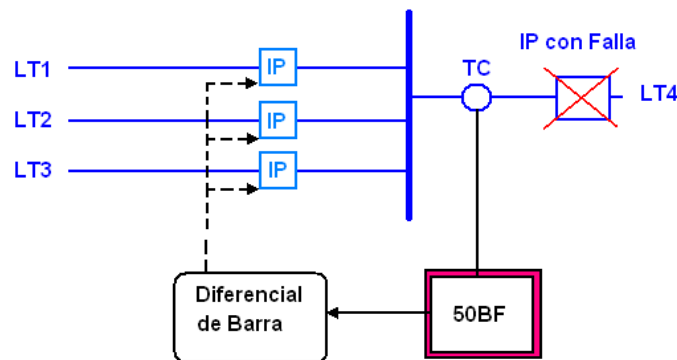 IP con Falla
TC
LT1
IP
LT4
LT2
IP
LT3
IP
Diferencial
de Barra
50BF